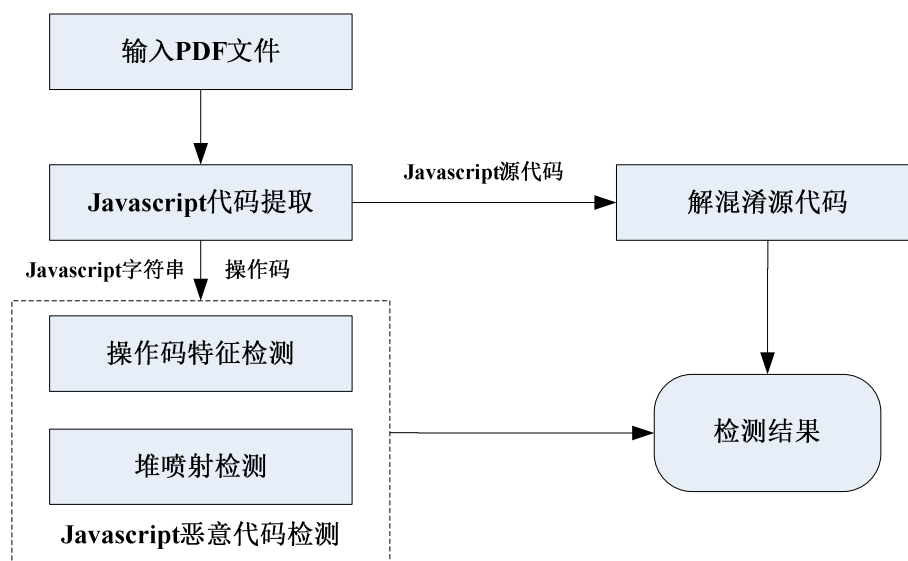 输入PDF文件
Javascript代码提取
Javascript源代码
解混淆源代码
Javascript字符串
操作码
操作码特征检测
堆喷射检测
Javascript恶意代码检测
检测结果